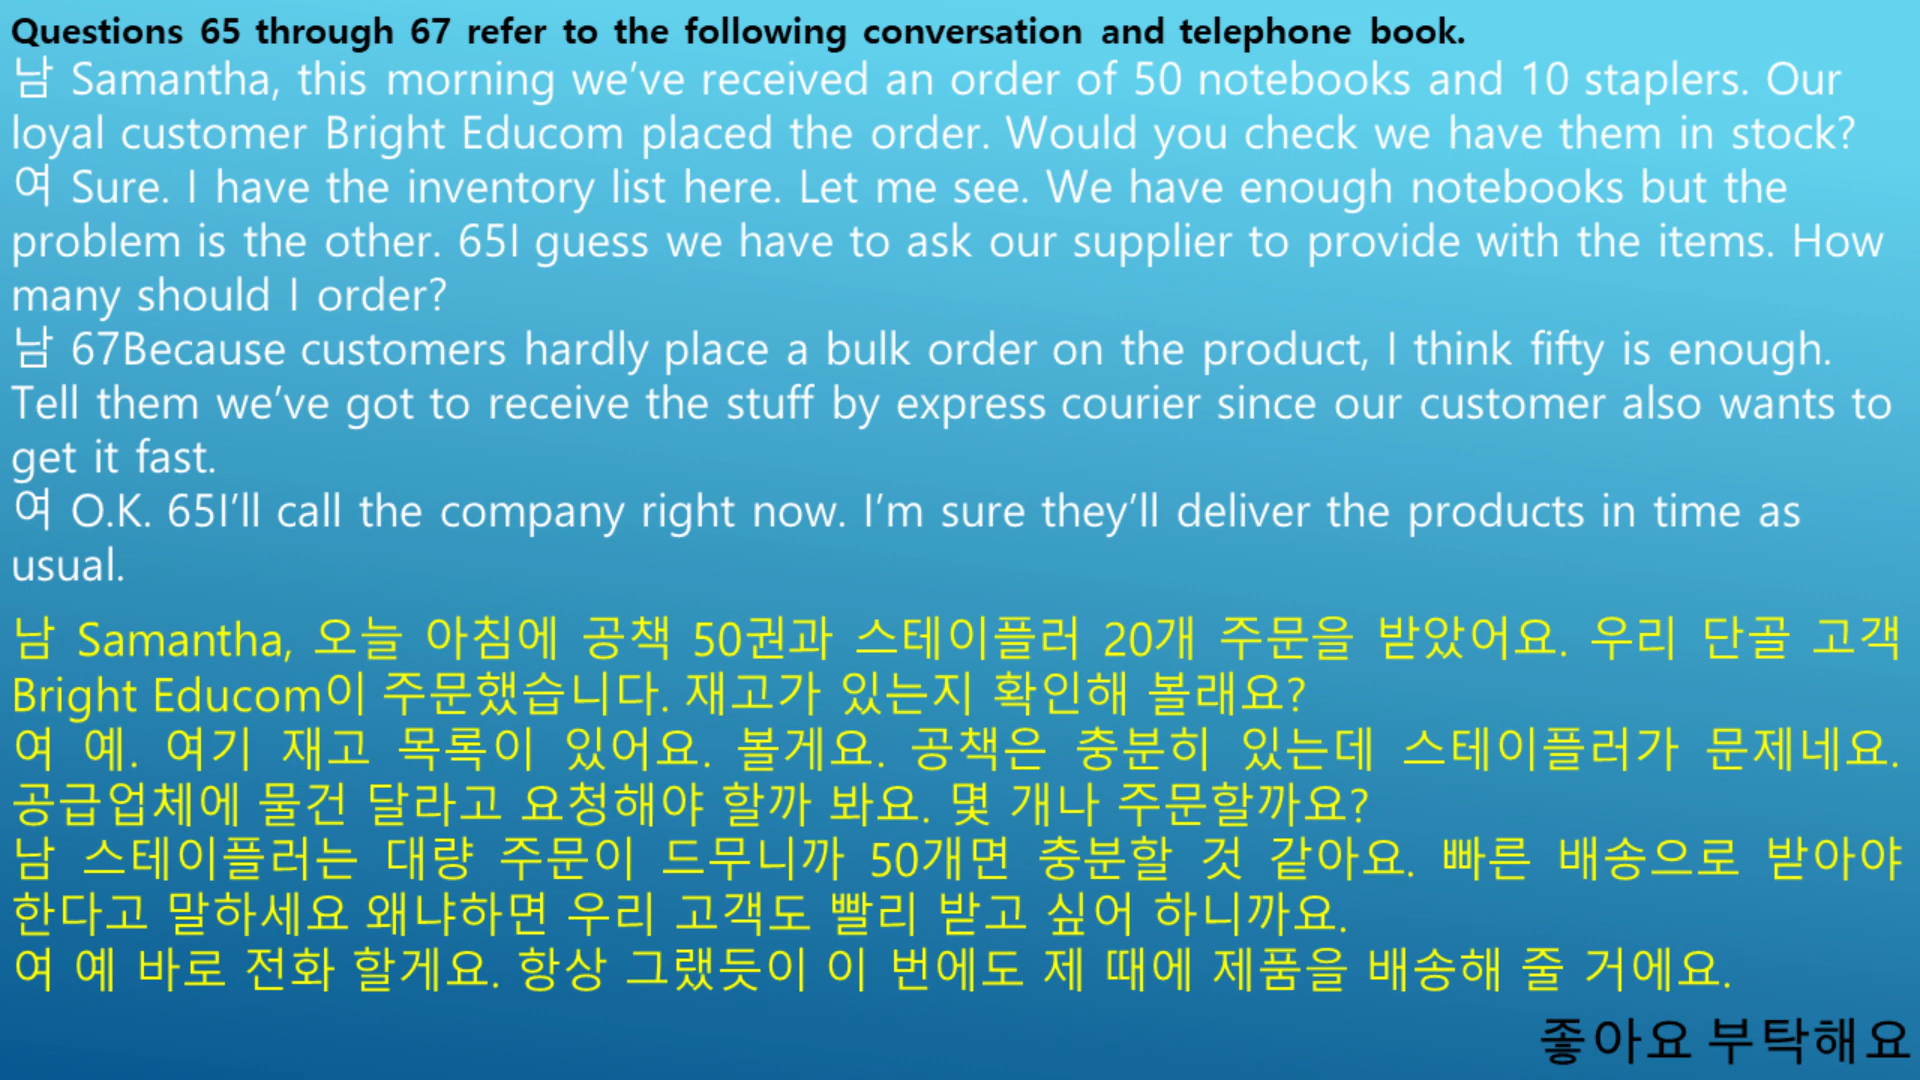 Questions 65 through 67 refer to the following conversation and telephone book.
남 Samantha, this morning we’ve received an order of 50 notebooks and 10 staplers. Our
loyal customer Bright Educom placed the order. Would you check we have them in stock?
여 Sure. I have the inventory list here. Let me see. We have enough notebooks but the
problem is the other. 65I guess we have to ask our supplier to provide with the items. How
many should I order?
남 67Because customers hardly place a bulk order on the product, I think fifty is enough.
Tell them we’ve got to receive the stuff by express courier since our customer also wants to
get it fast.
여 O.K. 65I’ll call the company right now. I’m sure they’ll deliver the products in time as
usual.
남 Samantha, 오늘 아침에 공책 50권과 스테이플러 20개 주문을 받았어요. 우리 단골 고객
Bright Educom이 주문했습니다. 재고가 있는지 확인해 볼래요?
여 예. 여기 재고 목록이 있어요. 볼게요. 공책은 충분히 있는데 스테이플러가 문제네요.
공급업체에 물건 달라고 요청해야 할까 봐요. 몇 개나 주문할까요?
남 스테이플러는 대량 주문이 드무니까 50개면 충분할 것 같아요. 빠른 배송으로 받아야
한다고 말하세요 왜냐하면 우리 고객도 빨리 받고 싶어 하니까요.
여 예 바로 전화 할게요. 항상 그랬듯이 이 번에도 제 때에 제품을 배송해 줄 거에요.
좋아요 부탁해요